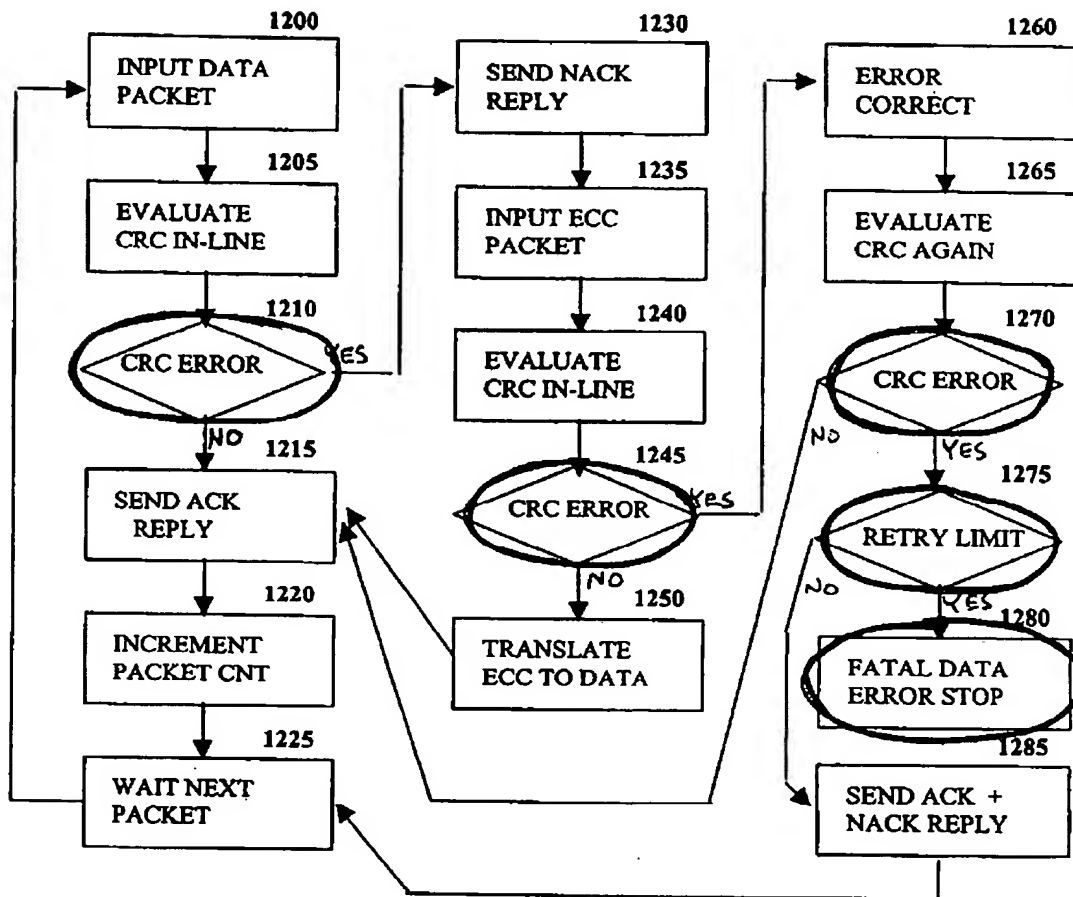 1200
INPUT DATA
PACKET
1205
EVALUATE
CRC IN-LINE
1210
CRC ERROR
YES
NO
1215
SEND ACK
REPLY
1220
INCREMENT
PACKET CNT
1225
WAIT NEXT
PACKET
1230
SEND NACK
REPLY
1235
INPUT ECC
PACKET
1240
EVALUATE
CRC IN-LINE
1245
CRC ERROR
YES
NO
1250
TRANSLATE
ECC TO DATA
1260
ERROR
CORRECT
1265
EVALUATE
CRC AGAIN
1270
CRC ERROR
NO
YES
1275
RETRY LIMIT
NO
YES
1280
FATAL DATA
ERROR STOP
1285
SEND ACK +
NACK REPLY